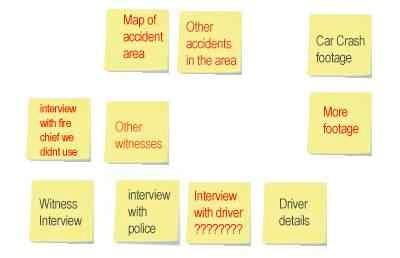 Map of
accident
area
Other
accidents
in the area
Car Crash
footage
interview
with fire
chief we
didnt use
Other
witnesses
More
footage
Witness
Interview
interview
with
police
Interview
with driver
????????
Driver
details